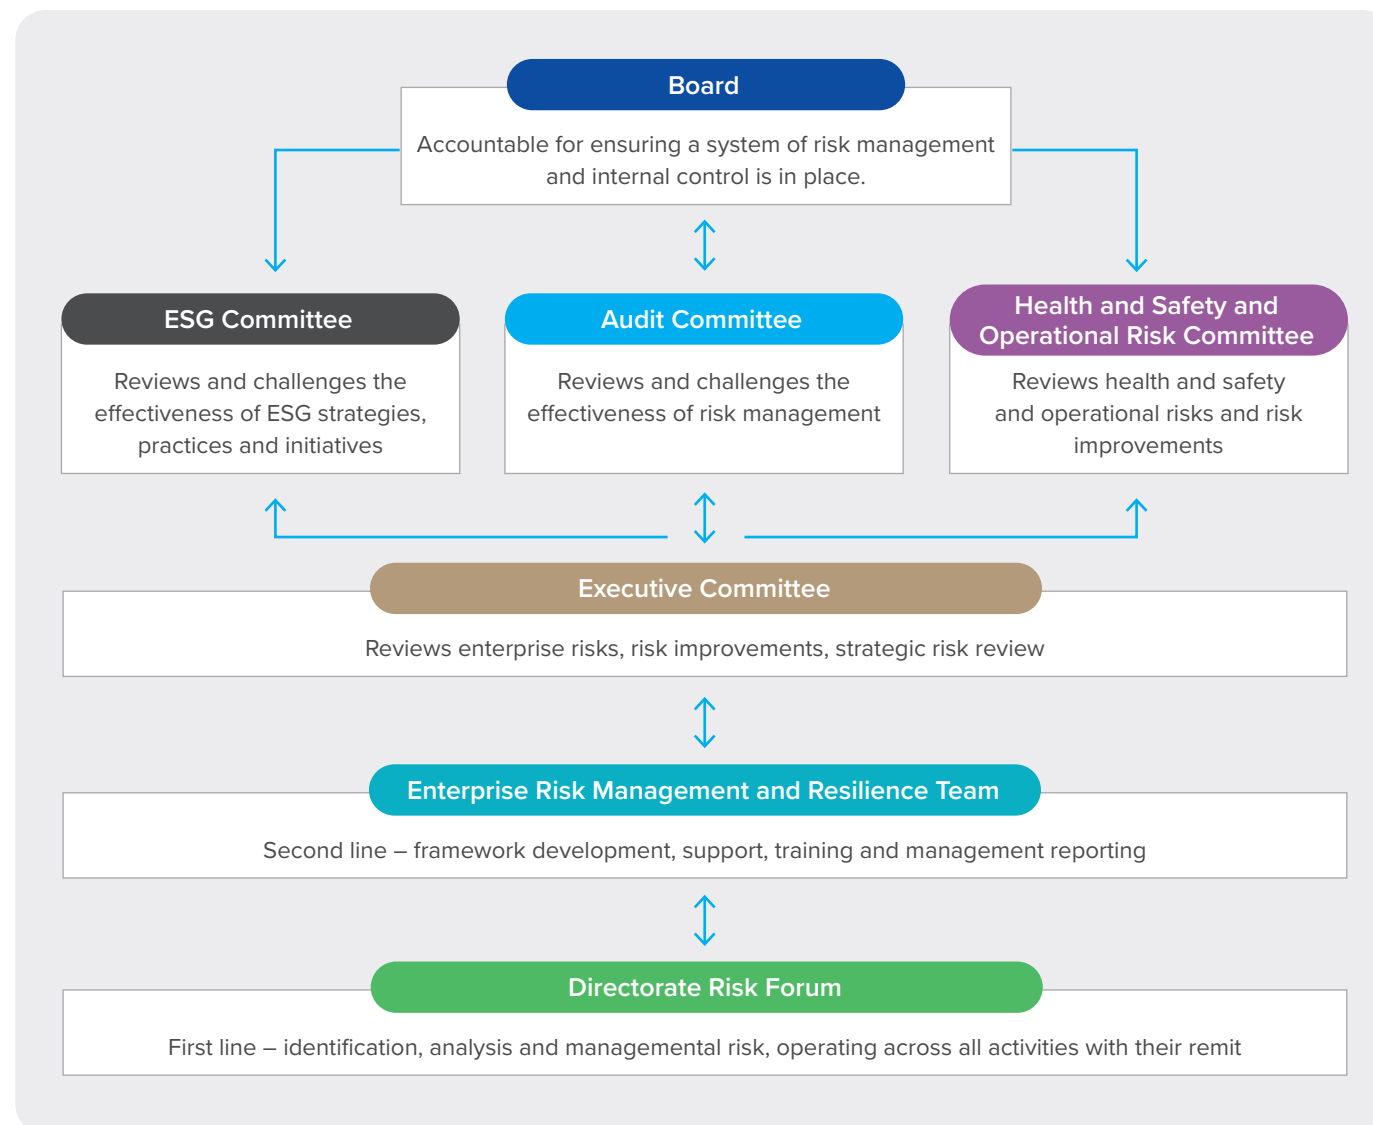 Board
Accountable for ensuring a system of risk management
and internal control is in place.
ESG Committee
Reviews and challenges the
effectiveness of ESG strategies,
practices and initiatives
Audit Committee
Reviews and challenges the
effectiveness of risk management
Health and Safety and
Operational Risk Committee
Reviews health and safety
and operational risks and risk
improvements
Executive Committee
Reviews enterprise risks, risk improvements, strategic risk review
Enterprise Risk Management and Resilience Team
Second line – framework development, support, training and management reporting
Directorate Risk Forum
First line – identification, analysis and managemental risk, operating across all activities with their remit